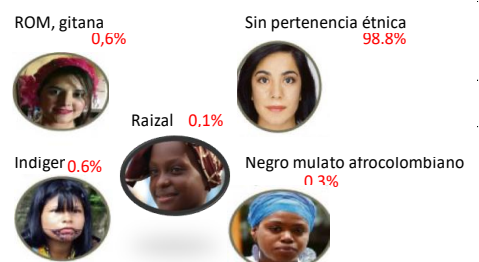 ROM, gitana
0,6%
Sin pertenencia étnica
98.8%
Raizal 0,1%
Indiger 0.6%
Negro mulato afrocolombiano
0.3%